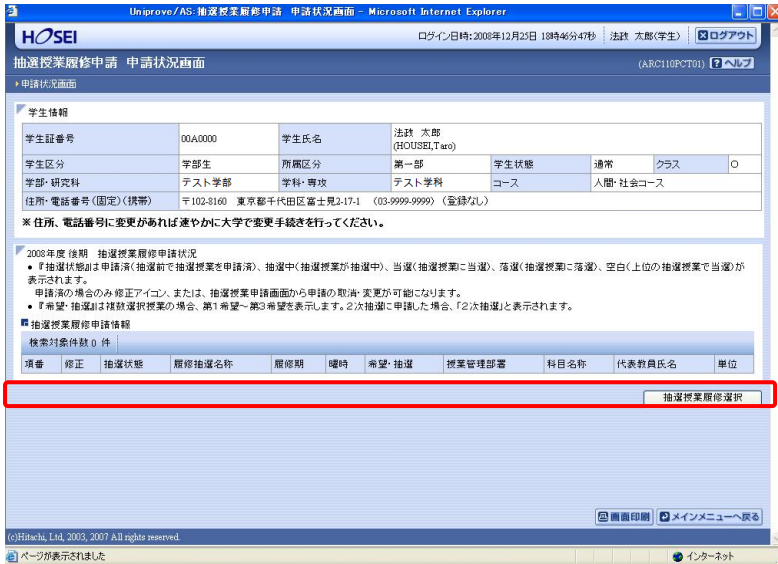 Uniprove/AS:抽選授業履修申請 申請状況画面 - Microsoft Internet Explorer
HOSEI
ログイン日時:2008年12月25日 18時46分47秒 法政 太郎(学生) ログアウト
抽選授業履修申請 申請状況画面 (ARC110PCT01) ?ヘルプ
申請状況画面
学生情報
学生証番号 00A0000 学生氏名 法政 太郎
(HOUSEI,Taro)
学生区分 学部生 所属区分 第一部 学生状態 通常 クラス ○
学部・研究科 テスト学部 学科・専攻 テスト学科 コース 人間・社会コース
住所・電話番号(固定)(携帯) 〒102-8160 東京都千代田区富士見2-17-1 (03-9999-9999) (登録なし)
※住所、電話番号に変更があれば速やかに大学で変更手続きを行ってください。
2008年度 後期 抽選授業履修申請状況
● 『抽選状態』は申請済(抽選前で抽選授業を申請済)、抽選中(抽選授業が抽選中)、当選(抽選授業に当選)、落選(抽選授業に落選)、空白(上位の抽選授業で当選)が
表示されます。
申請済の場合のみ修正アイコン、または、抽選授業申請画面から申請の取消・変更が可能になります。
● 『希望・抽選』は複数選択授業の場合、第1希望~第3希望を表示します。2次抽選に申請した場合、「2次抽選」と表示されます。
抽選授業履修申請情報
検索対象件数 0 件
項番 修正 抽選状態 履修抽選名称 履修期 曜時 希望・抽選 授業管理部署 科目名称 代表教員氏名 単位
抽選授業履修選択
画面印刷 メインメニューへ戻る
(c)Hitachi, Ltd, 2003, 2007 All rights reserved.
ページが表示されました インターネット